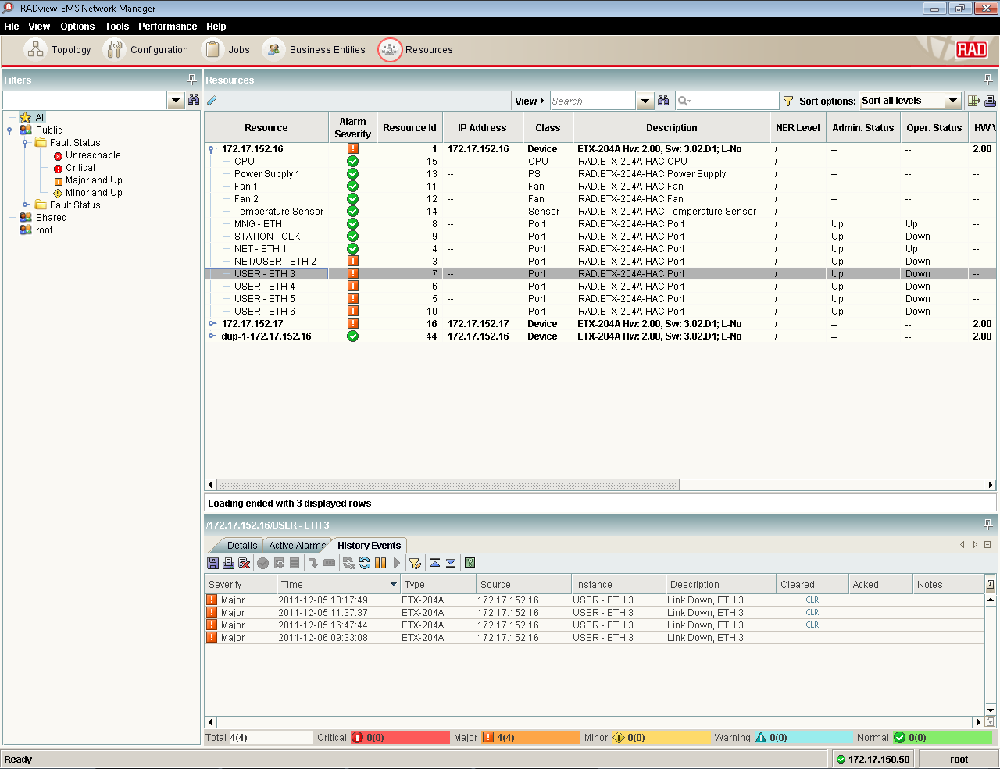 RADview-EMS Network Manager
File View Options Tools Performance Help
Topology Configuration Jobs Business Entities Resources RAD
Filters
All
Public
Fault Status
Unreachable
Critical
Major and Up
Minor and Up
Fault Status
Shared
root
Resources
View Search Sort options: Sort all levels
Resource Alarm Severity Resource Id IP Address Class Description NER Level Admin. Status Oper. Status HW V
172.17.152.16 1 172.17.152.16 Device ETX-204A Hw: 2.00, Sw: 3.02.D1; L-No / -- -- 2.00
CPU 15 -- CPU RAD.ETX-204A-HAC.CPU / -- -- --
Power Supply 1 13 -- PS RAD.ETX-204A-HAC.Power Supply / -- -- --
Fan 1 11 -- Fan RAD.ETX-204A-HAC.Fan / -- -- --
Fan 2 12 -- Fan RAD.ETX-204A-HAC.Fan / -- -- --
Temperature Sensor 14 -- Sensor RAD.ETX-204A-HAC.Temperature Sensor / -- -- --
MNG - ETH 8 -- Port RAD.ETX-204A-HAC.Port / Up Up --
STATION - CLK 9 -- Port RAD.ETX-204A-HAC.Port / Up Down --
NET - ETH 1 4 -- Port RAD.ETX-204A-HAC.Port / Up Up --
NET/USER - ETH 2 3 -- Port RAD.ETX-204A-HAC.Port / Up Down --
USER - ETH 3 7 -- Port RAD.ETX-204A-HAC.Port / Up Down --
USER - ETH 4 6 -- Port RAD.ETX-204A-HAC.Port / Up Down --
USER - ETH 5 5 -- Port RAD.ETX-204A-HAC.Port / Up Down --
USER - ETH 6 10 -- Port RAD.ETX-204A-HAC.Port / Up Down --
172.17.152.17 16 172.17.152.17 Device ETX-204A Hw: 2.00, Sw: 3.02.D1; L-No / -- -- 2.00
dup-1-172.17.152.16 44 172.17.152.16 Device ETX-204A Hw: 2.00, Sw: 3.02.D1; L-No / -- -- 2.00
Loading ended with 3 displayed rows
/172.17.152.16/USER - ETH 3
Details Active Alarms History Events
Severity Time Type Source Instance Description Cleared Acked Notes
Major 2011-12-05 10:17:49 ETX-204A 172.17.152.16 USER - ETH 3 Link Down, ETH 3 CLR
Major 2011-12-05 11:37:37 ETX-204A 172.17.152.16 USER - ETH 3 Link Down, ETH 3 CLR
Major 2011-12-05 16:47:44 ETX-204A 172.17.152.16 USER - ETH 3 Link Down, ETH 3 CLR
Major 2011-12-06 09:33:08 ETX-204A 172.17.152.16 USER - ETH 3 Link Down, ETH 3
Total 4(4) Critical 0(0) Major 4(4) Minor 0(0) Warning 0(0) Normal 0(0)
Ready 172.17.150.50 root